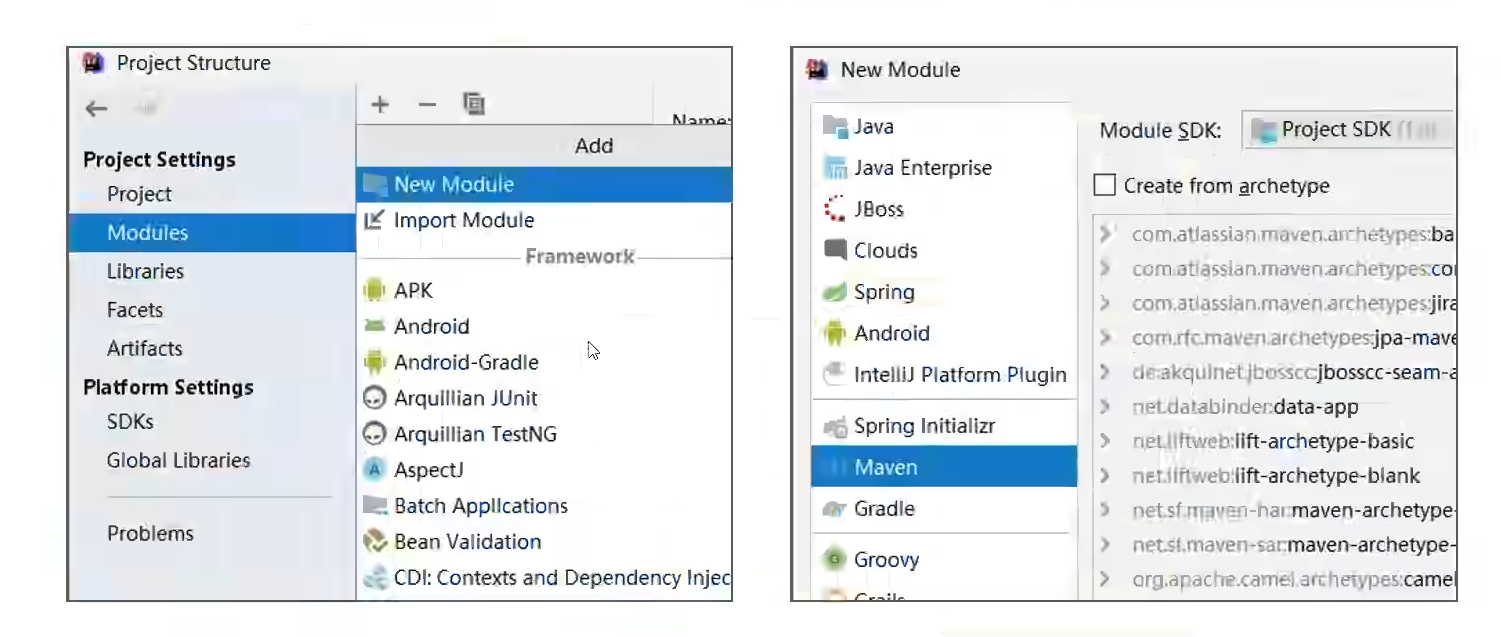 Project Structure
Project Settings
Project
Modules
Libraries
Facets
Artifacts
Platform Settings
SDKs
Global Libraries
Problems
Name:
Add
New Module
Import Module
Framework
APK
Android
Android-Gradle
Arquillian JUnit
Arquillian TestNG
AspectJ
Batch Applications
Bean Validation
CDI: Contexts and Dependency Injec
New Module
Java
Java Enterprise
JBoss
Clouds
Spring
Android
IntelliJ Platform Plugin
Spring Initializr
Maven
Gradle
Groovy
Grails
Module SDK:
Project SDK
Create from archetype
com.atlassian.maven.archetypes:ba
com.atlassian.maven.archetypes:co
com.atlassian.maven.archetypes:jira
com.rfc.maven.archetypes:jpa-mave
de.akquinet.jbosscc:jbosscc-seam-a
net.databinder:data-app
net.liftweb:lift-archetype-basic
net.liftweb:lift-archetype-blank
net.sf.maven-har:maven-archetype-
net.sf.maven-sar:maven-archetype-
org.apache.camel.archetypes:camel